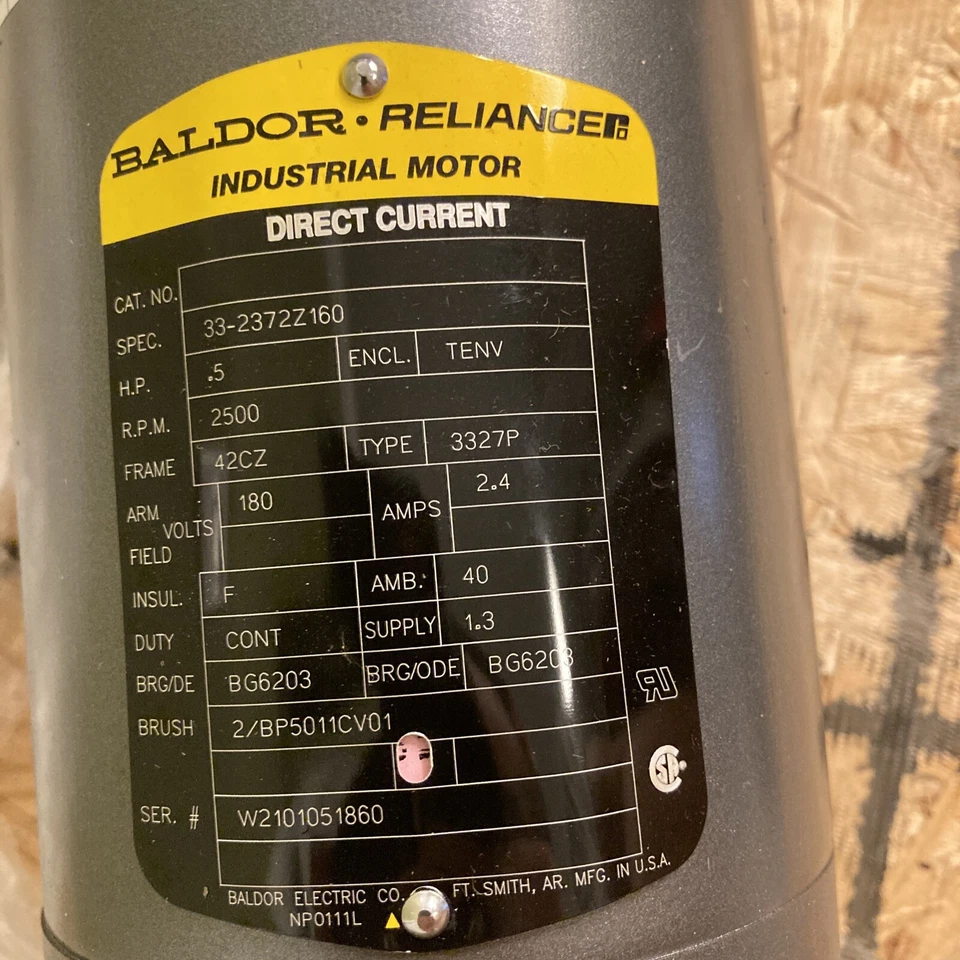 BALDOR • RELIANCE
INDUSTRIAL MOTOR
DIRECT CURRENT
CAT. NO.
SPEC. 33-2372Z160
H.P. .5 ENCL. TENV
R.P.M. 2500
FRAME 42CZ TYPE 3327P
ARM VOLTS 180 AMPS 2.4
FIELD
INSUL. F AMB. 40
DUTY CONT SUPPLY 1.3
BRG/DE BG6203 BRG/ODE BG6203
BRUSH 2/BP5011CV01
SER. # W2101051860
BALDOR ELECTRIC CO. FT. SMITH, AR. MFG. IN U.S.A.
NP0111L